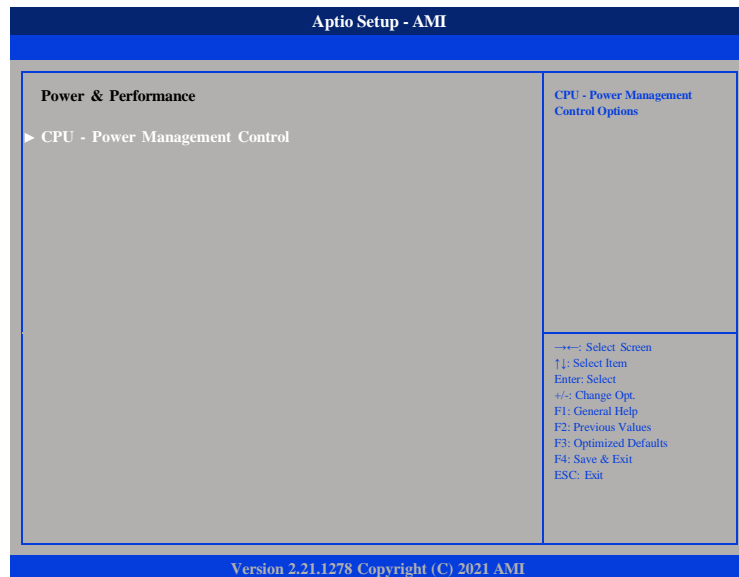 Aptio Setup - AMI
Power & Performance
► CPU - Power Management Control
CPU - Power Management
Control Options
→←: Select Screen
↑↓: Select Item
Enter: Select
+/-: Change Opt.
F1: General Help
F2: Previous Values
F3: Optimized Defaults
F4: Save & Exit
ESC: Exit
Version 2.21.1278 Copyright (C) 2021 AMI